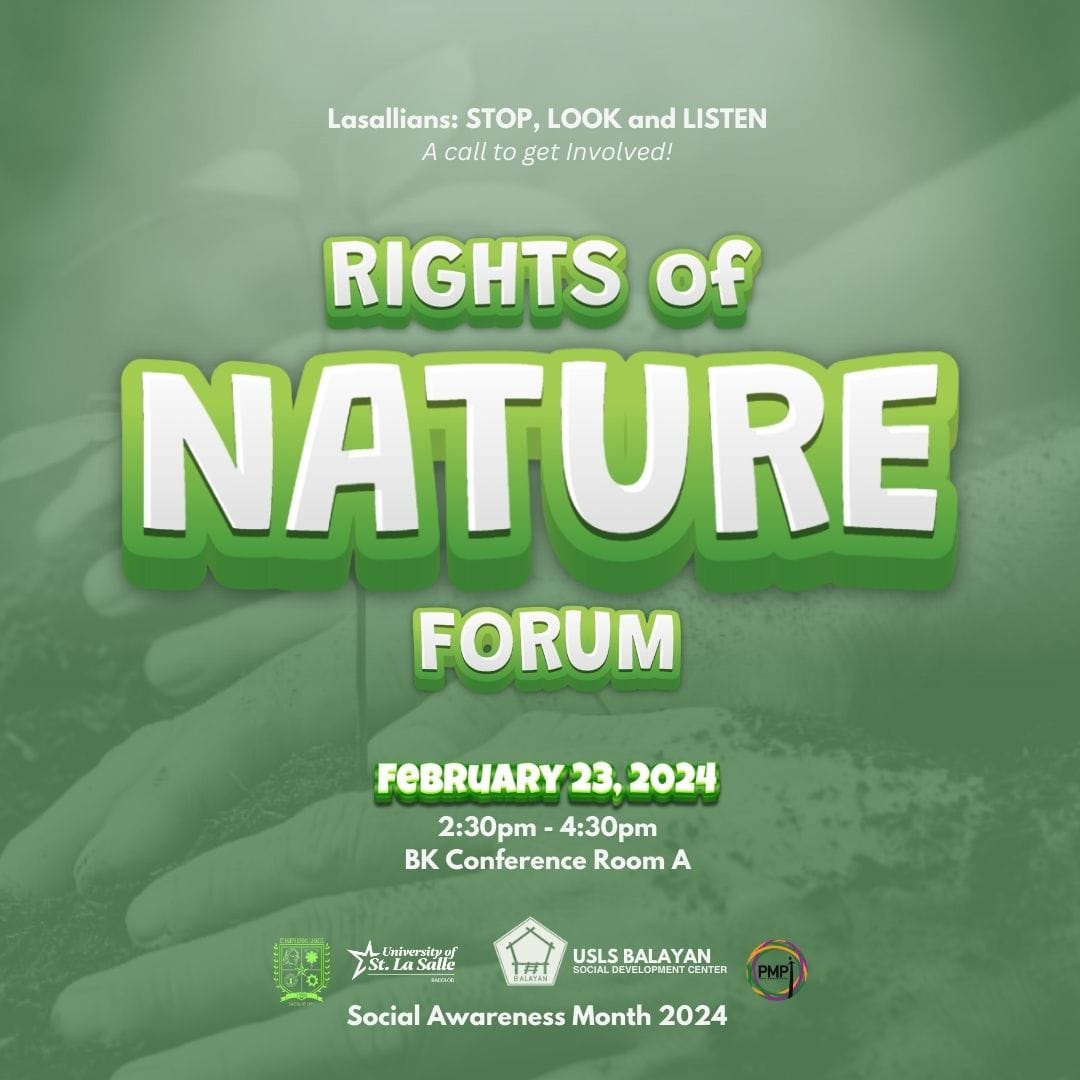 Lasallians: STOP, LOOK and LISTEN
A call to get Involved!
RIGHTS of
NATURE
FORUM
FEBRUARY 23, 2024
2:30pm - 4:30pm
BK Conference Room A
University of
St. La Salle
BACOLOD
BALAYAN
USLS BALAYAN
SOCIAL DEVELOPMENT CENTER
PMPJ
Social Awareness Month 2024